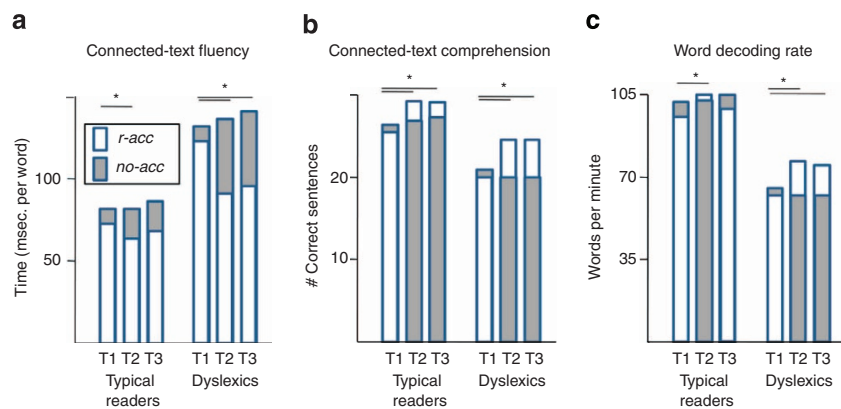 a
Connected-text fluency
*
*
r-acc
no-acc
100
50
Time (msec. per word)
T1 T2 T3
T1 T2 T3
Typical
readers
Dyslexics
b
Connected-text comprehension
*
*
20
10
# Correct sentences
T1 T2 T3
T1 T2 T3
Typical
readers
Dyslexics
c
Word decoding rate
*
*
105
70
35
Words per minute
T1 T2 T3
T1 T2 T3
Typical
readers
Dyslexics